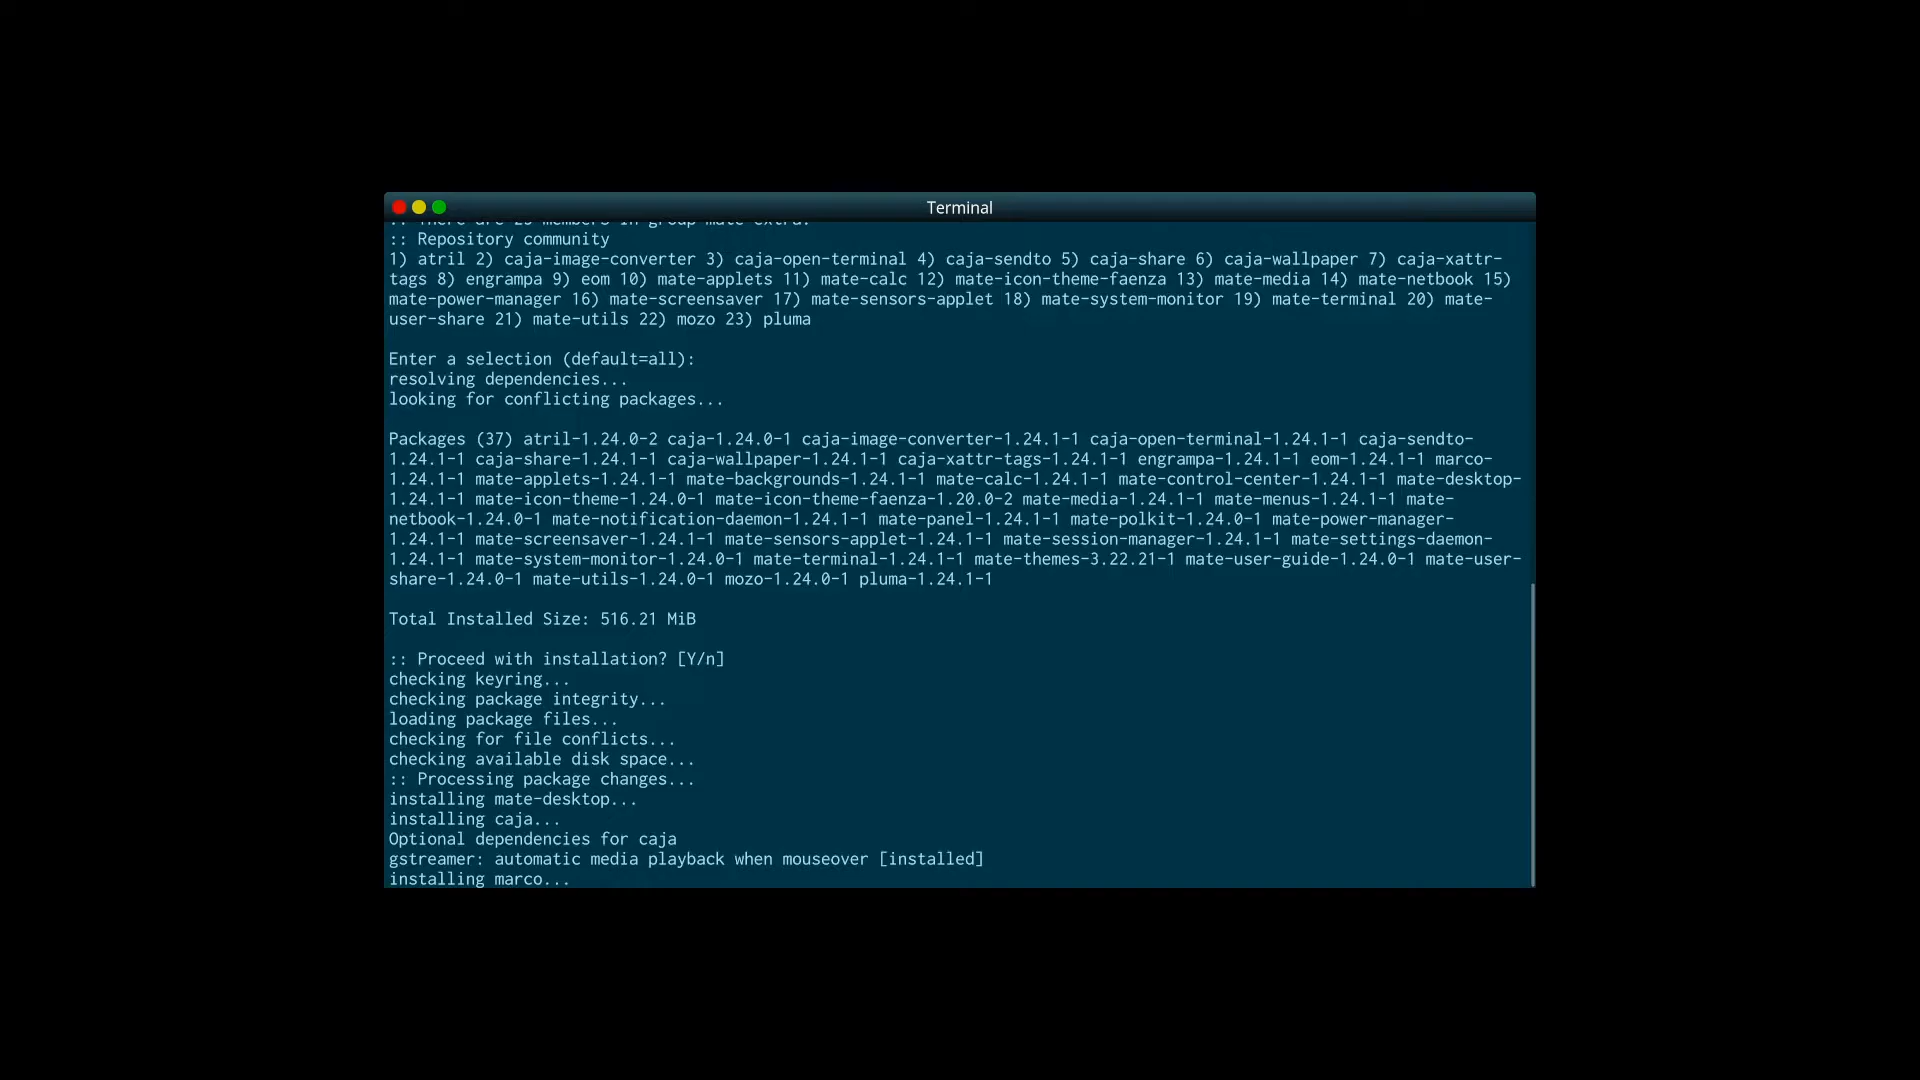 Terminal
:: There are 23 members in group mate-extra:
:: Repository community
1) atril 2) caja-image-converter 3) caja-open-terminal 4) caja-sendto 5) caja-share 6) caja-wallpaper 7) caja-xattr-
tags 8) engrampa 9) eom 10) mate-applets 11) mate-calc 12) mate-icon-theme-faenza 13) mate-media 14) mate-netbook 15)
mate-power-manager 16) mate-screensaver 17) mate-sensors-applet 18) mate-system-monitor 19) mate-terminal 20) mate-
user-share 21) mate-utils 22) mozo 23) pluma
Enter a selection (default=all):
resolving dependencies...
looking for conflicting packages...
Packages (37) atril-1.24.0-2 caja-1.24.0-1 caja-image-converter-1.24.1-1 caja-open-terminal-1.24.1-1 caja-sendto-
1.24.1-1 caja-share-1.24.1-1 caja-wallpaper-1.24.1-1 caja-xattr-tags-1.24.1-1 engrampa-1.24.1-1 eom-1.24.1-1 marco-
1.24.1-1 mate-applets-1.24.1-1 mate-backgrounds-1.24.1-1 mate-calc-1.24.1-1 mate-control-center-1.24.1-1 mate-desktop-
1.24.1-1 mate-icon-theme-1.24.0-1 mate-icon-theme-faenza-1.20.0-2 mate-media-1.24.1-1 mate-menus-1.24.1-1 mate-
netbook-1.24.0-1 mate-notification-daemon-1.24.1-1 mate-panel-1.24.1-1 mate-polkit-1.24.0-1 mate-power-manager-
1.24.1-1 mate-screensaver-1.24.1-1 mate-sensors-applet-1.24.1-1 mate-session-manager-1.24.1-1 mate-settings-daemon-
1.24.1-1 mate-system-monitor-1.24.0-1 mate-terminal-1.24.1-1 mate-themes-3.22.21-1 mate-user-guide-1.24.0-1 mate-user-
share-1.24.0-1 mate-utils-1.24.0-1 mozo-1.24.0-1 pluma-1.24.1-1
Total Installed Size: 516.21 MiB
:: Proceed with installation? [Y/n]
checking keyring...
checking package integrity...
loading package files...
checking for file conflicts...
checking available disk space...
:: Processing package changes...
installing mate-desktop...
installing caja...
Optional dependencies for caja
gstreamer: automatic media playback when mouseover [installed]
installing marco...